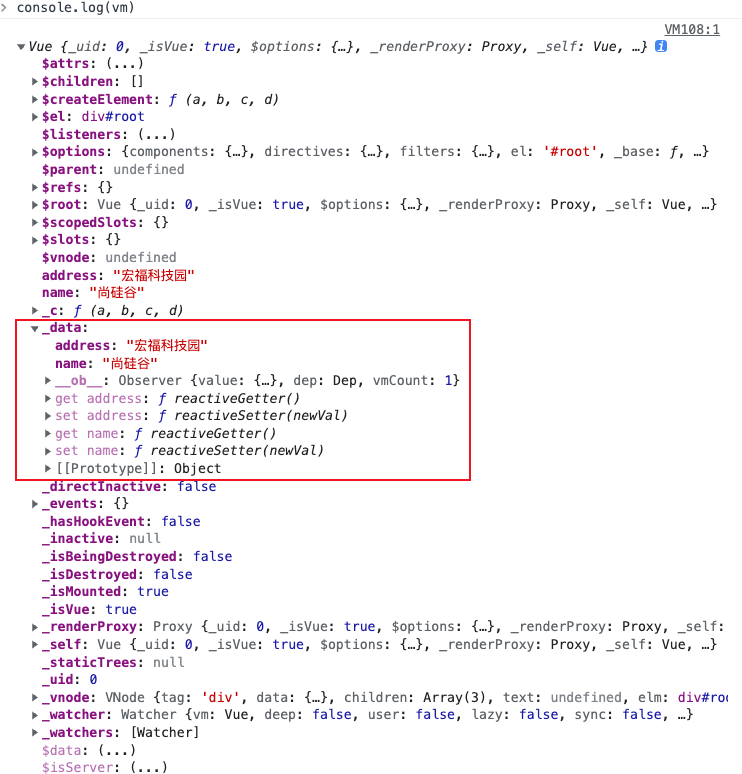 > console.log(vm)
VM108:1
▼Vue {_uid: 0, _isVue: true, $options: {…}, _renderProxy: Proxy, _self: Vue, …} i
$attrs: (...)
▶$children: []
▶$createElement: ƒ (a, b, c, d)
▶$el: div#root
$listeners: (...)
▶$options: {components: {…}, directives: {…}, filters: {…}, el: '#root', _base: ƒ, …}
$parent: undefined
▶$refs: {}
▶$root: Vue {_uid: 0, _isVue: true, $options: {…}, _renderProxy: Proxy, _self: Vue, …}
▶$scopedSlots: {}
▶$slots: {}
$vnode: undefined
address: "宏福科技园"
name: "尚硅谷"
▶_c: ƒ (a, b, c, d)
▼_data:
address: "宏福科技园"
name: "尚硅谷"
▶__ob__: Observer {value: {…}, dep: Dep, vmCount: 1}
▶get address: ƒ reactiveGetter()
▶set address: ƒ reactiveSetter(newVal)
▶get name: ƒ reactiveGetter()
▶set name: ƒ reactiveSetter(newVal)
▶[[Prototype]]: Object
_directInactive: false
▶_events: {}
_hasHookEvent: false
_inactive: null
_isBeingDestroyed: false
_isDestroyed: false
_isMounted: true
_isVue: true
▶_renderProxy: Proxy {_uid: 0, _isVue: true, $options: {…}, _renderProxy: Proxy, _self:
▶_self: Vue {_uid: 0, _isVue: true, $options: {…}, _renderProxy: Proxy, _self: Vue, …}
_staticTrees: null
_uid: 0
▶_vnode: VNode {tag: 'div', data: {…}, children: Array(3), text: undefined, elm: div#roo
▶_watcher: Watcher {vm: Vue, deep: false, user: false, lazy: false, sync: false, …}
▶_watchers: [Watcher]
$data: (...)
$isServer: (...)